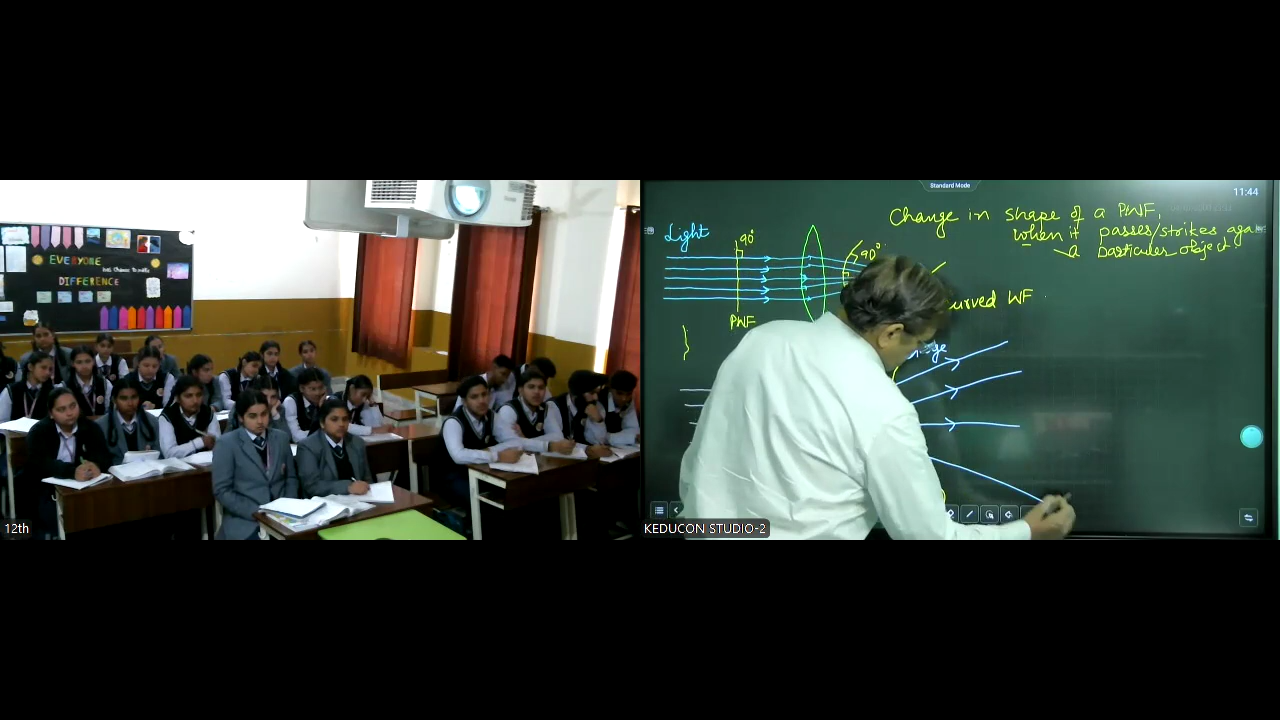 EVERYONE
DIFFERENCE
12th
Standard Mode
11:44
Change in shape of a PWF,
when it passes/strikes aga
a particular object
Light
90°
90°
PWF
urved WF
KEDUCON STUDIO-2